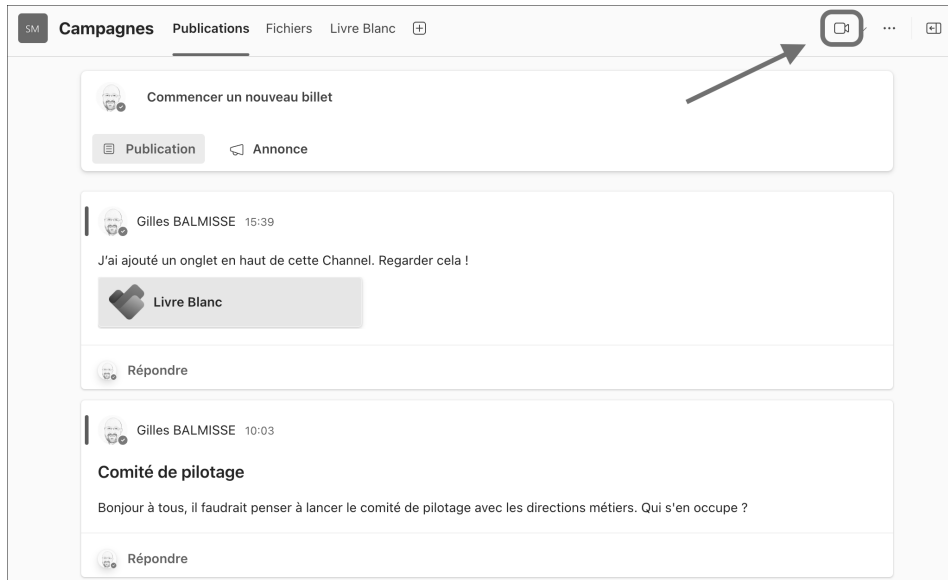 SM Campagnes Publications Fichiers Livre Blanc
Commencer un nouveau billet
Publication Annonce
Gilles BALMISSE 15:39
J'ai ajouté un onglet en haut de cette Channel. Regarder cela !
Livre Blanc
Répondre
Gilles BALMISSE 10:03
Comité de pilotage
Bonjour à tous, il faudrait penser à lancer le comité de pilotage avec les directions métiers. Qui s'en occupe ?
Répondre